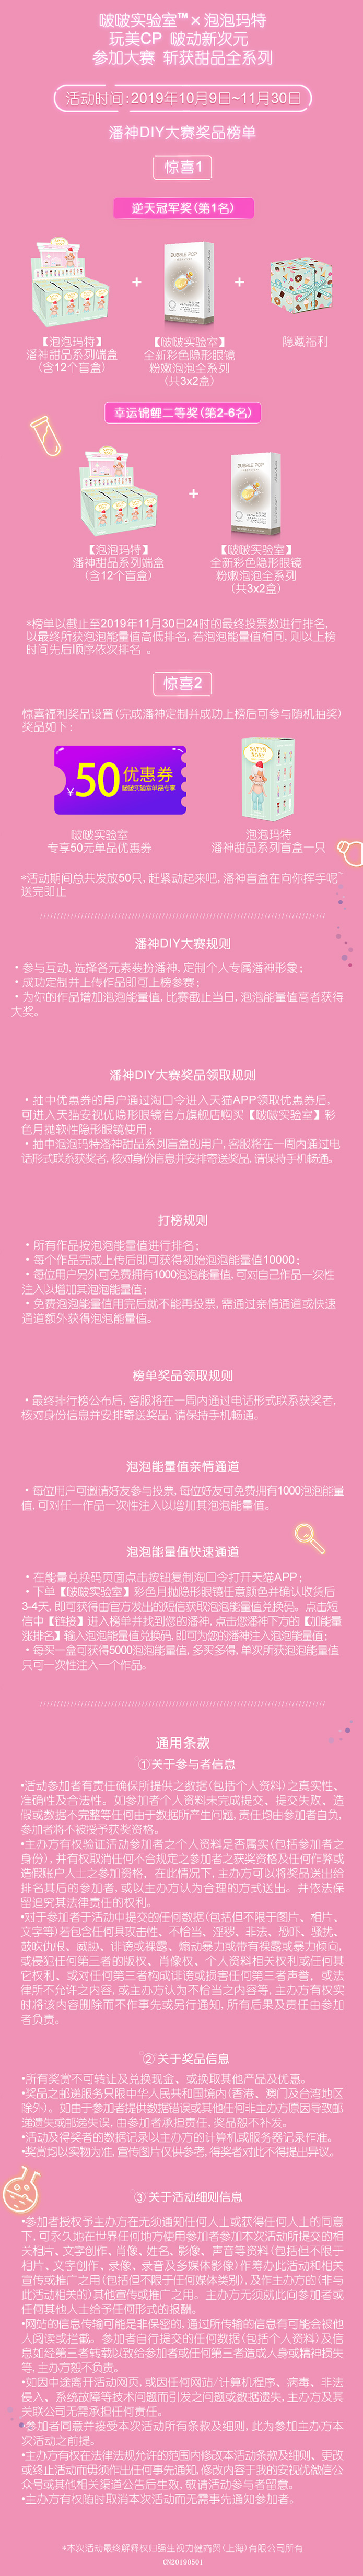 啵啵实验室™×泡泡玛特
玩美CP 啵动新次元
参加大赛 斩获甜品全系列
活动时间:2019年10月9日~11月30日
潘神DIY大赛奖品榜单
惊喜1
逆天冠军奖(第1名)
BUBBLE POP
+
+
【泡泡玛特】
潘神甜品系列端盒
(含12个盲盒)
【啵啵实验室】
全新彩色隐形眼镜
粉嫩泡泡全系列
(共3x2盒)
隐藏福利
幸运锦鲤二等奖(第2-6名)
BUBBLE POP
+
【泡泡玛特】
潘神甜品系列端盒
(含12个盲盒)
【啵啵实验室】
全新彩色隐形眼镜
粉嫩泡泡全系列
(共3x2盒)
*榜单以截止至2019年11月30日24时的最终投票数进行排名,
以最终所获泡泡能量值高低排名,若泡泡能量值相同,则以上榜
时间先后顺序依次排名 。
惊喜2
惊喜福利奖品设置(完成潘神定制并成功上榜后可参与随机抽奖)
奖品如下:
¥50优惠券
啵啵实验室单品专享
啵啵实验室
专享50元单品优惠券
泡泡玛特
潘神甜品系列盲盒一只
*活动期间总共发放50只,赶紧动起来吧,潘神盲盒在向你挥手呢~
送完即止
潘神DIY大赛规则
·参与互动,选择各元素装扮潘神,定制个人专属潘神形象;
·成功定制并上传作品即可上榜参赛;
·为你的作品增加泡泡能量值,比赛截止当日,泡泡能量值高者获得
大奖。
潘神DIY大赛奖品领取规则
·抽中优惠券的用户通过淘口令进入天猫APP领取优惠券后,
可进入天猫安视优隐形眼镜官方旗舰店购买【啵啵实验室】彩
色月抛软性隐形眼镜使用;
·抽中泡泡玛特潘神甜品系列盲盒的用户,客服将在一周内通过电
话形式联系获奖者,核对身份信息并安排寄送奖品,请保持手机畅通。
打榜规则
·所有作品按泡泡能量值进行排名;
·每个作品完成上传后即可获得初始泡泡能量值10000;
·每位用户另外可免费拥有1000泡泡能量值,可对自己作品一次性
注入以增加其泡泡能量值;
·免费泡泡能量值用完后就不能再投票,需通过亲情通道或快速
通道额外获得泡泡能量值。
榜单奖品领取规则
·最终排行榜公布后,客服将在一周内通过电话形式联系获奖者,
核对身份信息并安排寄送奖品,请保持手机畅通。
泡泡能量值亲情通道
·每位用户可邀请好友参与投票,每位好友可免费拥有1000泡泡能量
值,可对任一作品一次性注入以增加其泡泡能量值。
泡泡能量值快速通道
·在能量兑换码页面点击按钮复制淘口令打开天猫APP;
·下单【啵啵实验室】彩色月抛隐形眼镜任意颜色并确认收货后
3-4天,即可获得由官方发出的短信获取泡泡能量值兑换码。点击短
信中【链接】进入榜单并找到您的潘神,点击您潘神下方的【加能量
涨排名】输入泡泡能量值兑换码,即可为您的潘神注入泡泡能量值;
·每买一盒可获得5000泡泡能量值,多买多得,单次所获泡泡能量值
只可一次性注入一个作品。
通用条款
①关于参与者信息
•活动参加者有责任确保所提供之数据(包括个人资料)之真实性、
准确性及合法性。如参加者个人资料未完成提交、提交失败、造
假或数据不完整等任何由于数据所产生问题,责任均由参加者自负,
参加者将不被授予获奖资格。
•主办方有权验证活动参加者之个人资料是否属实(包括参加者之
身份),并有权取消任何不合规定之参加者之获奖资格及任何作弊或
造假账户人士之参加资格,在此情况下,主办方可以将奖品送出给
排名其后的参加者,或以主办方认为合理的方式送出。并依法保
留追究其法律责任的权利。
•对于参加者于活动中提交的任何数据(包括但不限于图片、相片、
文字等)若包含任何具攻击性、不恰当、淫秽、非法、恐吓、骚扰、
鼓吹仇恨、威胁、诽谤或裸露、煽动暴力或带有裸露或暴力倾向,
或侵犯任何第三者的版权、肖像权、个人资料相关权利或任何其
它权利、或对任何第三者构成诽谤或损害任何第三者声誉,或法
律所不允许之内容,或主办方认为不恰当之内容等,主办方有权实
时将该内容删除而不作事先或另行通知,所有后果及责任由参加
者负责。
②关于奖品信息
•所有奖赏不可转让及兑换现金、或换取其他产品及优惠。
•奖品之邮递服务只限中华人民共和国境内(香港、澳门及台湾地区
除外)。如由于参加者提供数据错误或其他任何非主办方原因导致邮
递遗失或邮递失误,由参加者承担责任,奖品恕不补发。
•活动及得奖者的数据记录以主办方的计算机或服务器记录作准。
•奖赏均以实物为准,宣传图片仅供参考,得奖者对此不得提出异议。
③关于活动细则信息
•参加者授权予主办方在无须通知任何人士或获得任何人士的同意
下,可永久地在世界任何地方使用参加者参加本次活动所提交的相
关相片、文字创作、肖像、姓名、影像、声音等资料(包括但不限于
相片、文字创作、录像、录音及多媒体影像)作筹办此活动和相关
宣传或推广之用(包括但不限于任何媒体类别),及作主办方的(非与
此活动相关的)其他宣传或推广之用。主办方无须就此向参加者或
任何其他人士给予任何形式的报酬。
•网站的信息传输可能是非保密的,通过所传输的信息有可能会被他
人阅读或拦截。参加者自行提交的任何数据(包括个人资料)及信
息如经第三者转载以致给参加者或任何第三者造成人身或精神损失
等,主办方恕不负责。
•如因中途离开活动网页,或因任何网站/计算机程序、病毒、非法
侵入、系统故障等技术问题而引发之问题或数据遗失,主办方及其
关联公司无需承担任何责任。
•参加者同意并接受本次活动所有条款及细则,此为参加主办方本
次活动之前提。
•主办方有权在法律法规允许的范围内修改本活动条款及细则、更改
或终止活动而毋须作出任何事先通知,修改内容于我的安视优微信公
众号或其他相关渠道公告后生效,敬请活动参与者留意。
•主办方有权随时取消本次活动而无需事先通知参加者。
*本次活动最终解释权归强生视力健商贸(上海)有限公司所有
CN20190501